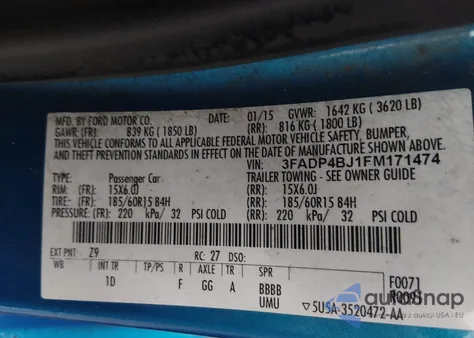 MFD. BY FORD MOTOR CO. DATE: 01/15 GVWR: 1642 KG ( 3620 LB)
GAWR: (FR) 839 KG ( 1850 LB) (RR) 816 KG ( 1800 LB)
THIS VEHICLE CONFORMS TO ALL APPLICABLE FEDERAL MOTOR VEHICLE SAFETY, BUMPER,
AND THEFT PREVENTION STANDARDS IN EFFECT ON THE DATE OF MANUFACTURE SHOWN ABOVE.
VIN: 3FADP4BJ1FM171474
TYPE: Passenger Car TRAILER TOWING - SEE OWNER GUIDE
RIM: (FR) 15X6.0J (RR) 15X6.0J
TIRE: (FR) 185/60R15 84H (RR) 185/60R15 84H
PRESSURE: (FR) 220 kPa/ 32 PSI COLD (RR) 220 kPa/ 32 PSI COLD
EXT PNT: Z9 RC: 27 DSO: F0071
WB INT TR TP/PS R AXLE TR SPR
1D F GG A BBBB
UMU
▽ 5U5A-3520472-AA